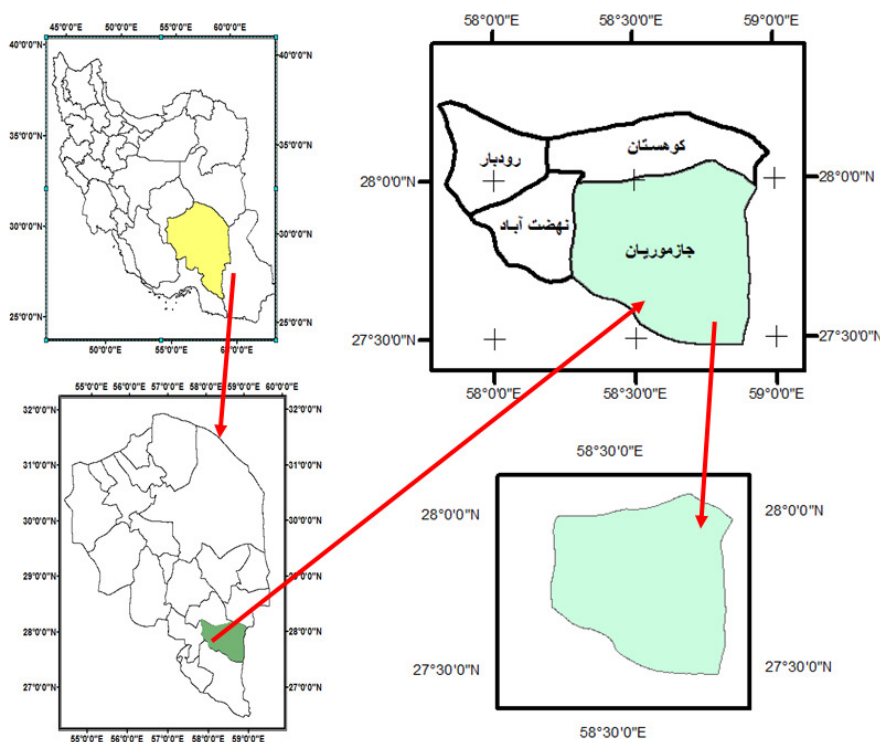 45°0'0"E 50°0'0"E 55°0'0"E 60°0'0"E
40°0'0"N
40°0'0"N
35°0'0"N
35°0'0"N
30°0'0"N
30°0'0"N
25°0'0"N
25°0'0"N
50°0'0"E 55°0'0"E 60°0'0"E
58°0'0"E 58°30'0"E 59°0'0"E
کوهستان
رودبار
28°0'0"N
28°0'0"N
نهضت آباد
جازموریان
27°30'0"N
27°30'0"N
58°0'0"E 58°30'0"E 59°0'0"E
55°0'0"E 56°0'0"E 57°0'0"E 58°0'0"E 59°0'0"E 60°0'0"E
32°0'0"N
32°0'0"N
31°0'0"N
31°0'0"N
30°0'0"N
30°0'0"N
29°0'0"N
29°0'0"N
28°0'0"N
28°0'0"N
27°0'0"N
27°0'0"N
55°0'0"E 56°0'0"E 57°0'0"E 58°0'0"E 59°0'0"E
58°30'0"E
28°0'0"N
28°0'0"N
27°30'0"N
27°30'0"N
58°30'0"E